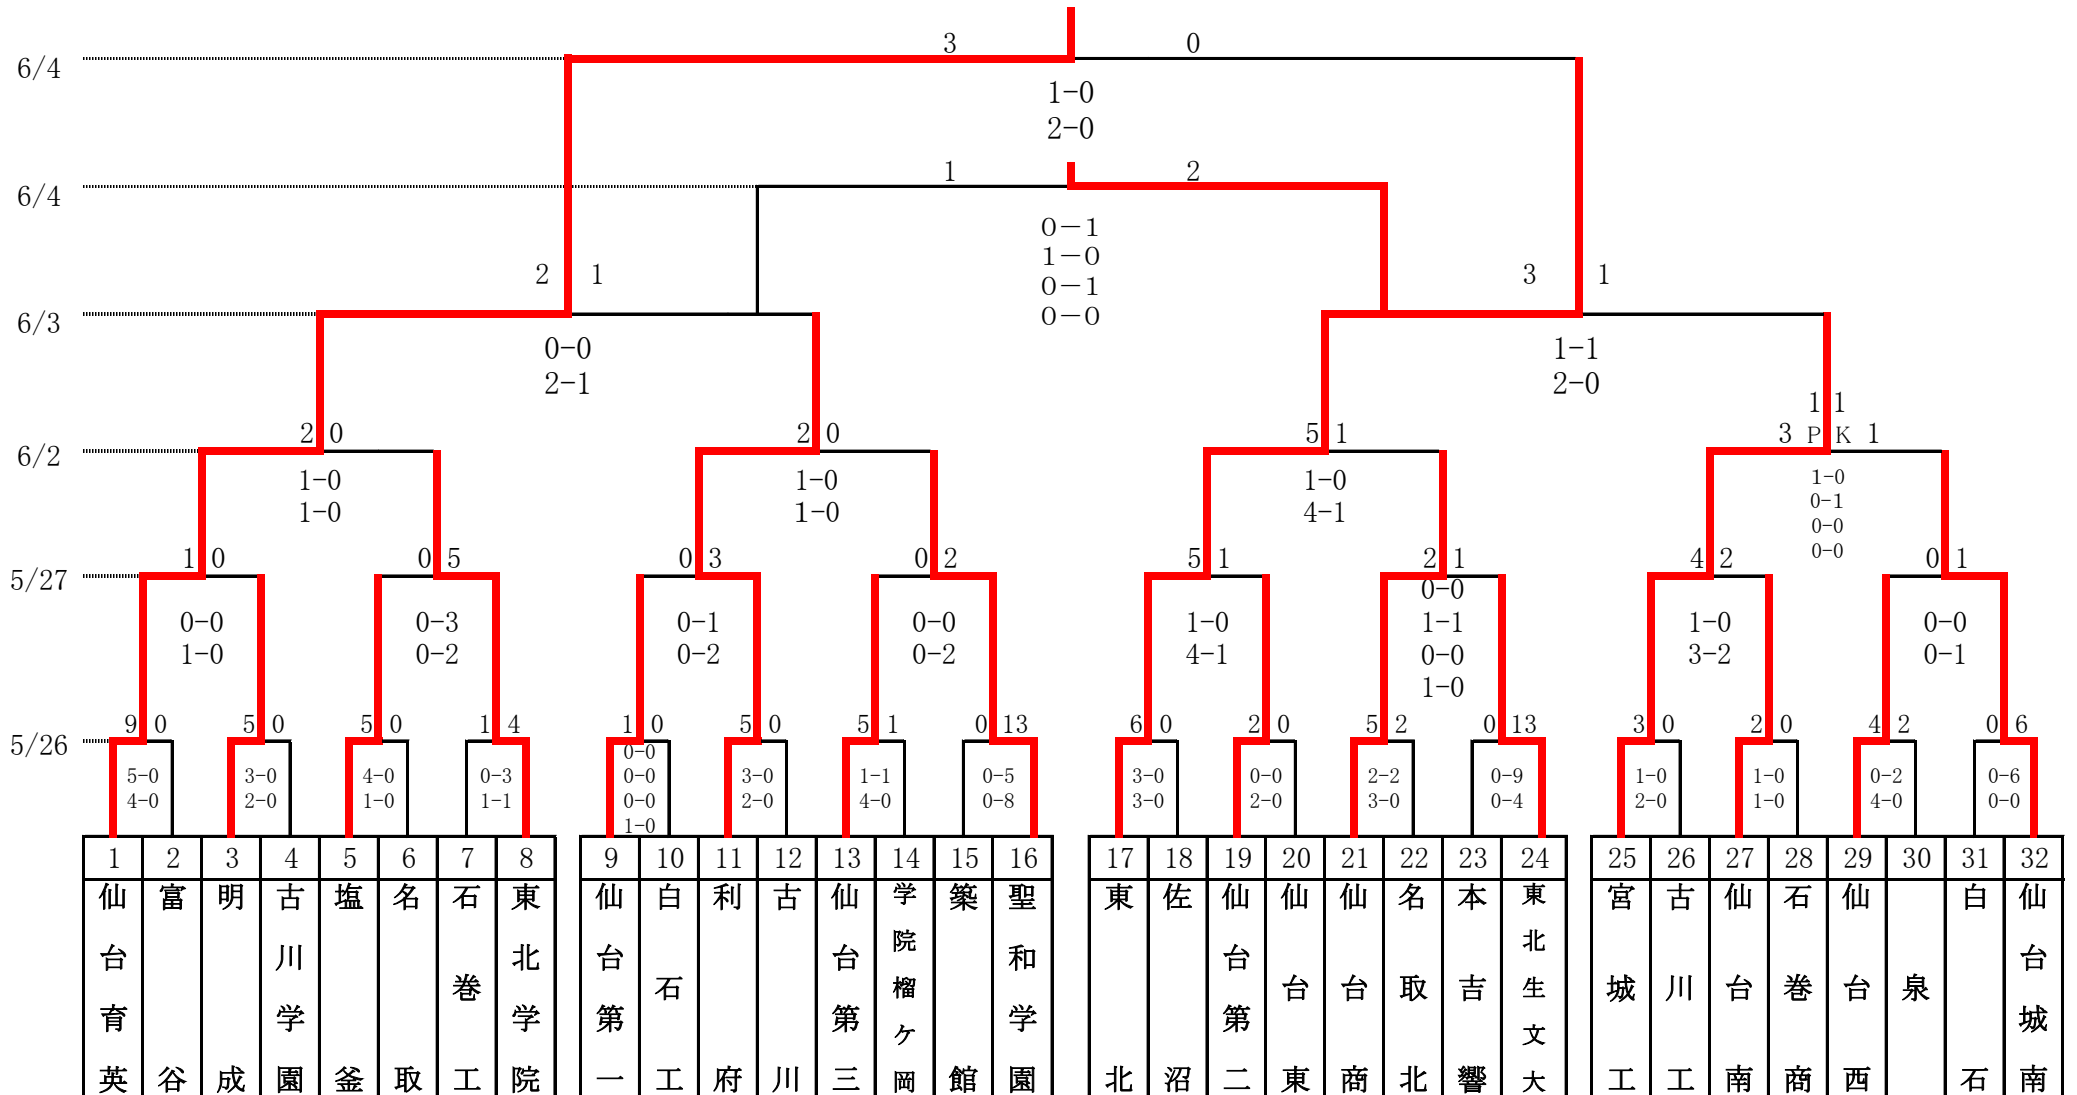 3 0
6/4
1-0
2-0
1 2
6/4
0－1
1－0
0－1
0－0
2 1 3 1
6/3
0-0 1-1
2-1 2-0
1 1
2 0 2 0 5 1 3 PK 1
6/2
1-0 1-0 1-0 1-0
1-0 1-0 4-1 0-1
0-0
0-0
1 0 0 5 0 3 0 2 5 1 2 1 4 2 0 1
5/27
0-0
0-0 0-3 0-1 0-0 1-0 1-1 1-0 0-0
1-0 0-2 0-2 0-2 4-1 0-0 3-2 0-1
1-0
9 0 5 0 5 0 1 4 1 0 5 0 5 1 0 13 6 0 2 0 5 2 0 13 3 0 2 0 4 2 0 6
5/26
0-0
5-0 3-0 4-0 0-3 0-0 3-0 1-1 0-5 3-0 0-0 2-2 0-9 1-0 1-0 0-2 0-6
4-0 2-0 1-0 1-1 0-0 2-0 4-0 0-8 3-0 2-0 3-0 0-4 2-0 1-0 4-0 0-0
1-0
1 2 3 4 5 6 7 8 9 10 11 12 13 14 15 16 17 18 19 20 21 22 23 24 25 26 27 28 29 30 31 32
仙台育英
富谷
明成
古川学園
塩釜
名取
石巻工
東北学院
仙台第一
白石工
利府
古川
仙台第三
学院榴ケ岡
築館
聖和学園
東北
佐沼
仙台第二
仙台東
仙台商
名取北
本吉響
東北生文大
宮城工
古川工
仙台南
石巻商
仙台西
泉
白石
仙台城南